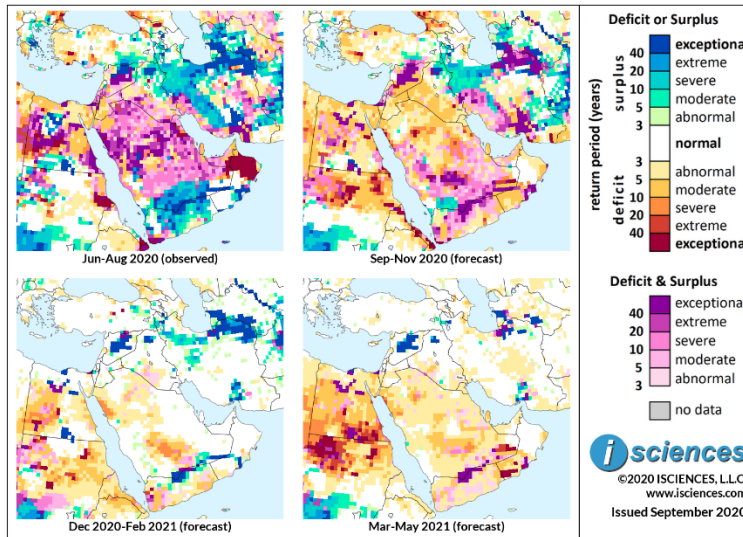 Jun-Aug 2020 (observed)
Sep-Nov 2020 (forecast)
Dec 2020-Feb 2021 (forecast)
Mar-May 2021 (forecast)
Deficit or Surplus
return period (years)
surplus
deficit
40
20
10
5
3
3
5
10
20
40
exceptional
extreme
severe
moderate
abnormal
normal
abnormal
moderate
severe
extreme
exceptional
Deficit & Surplus
40
20
10
5
3
exceptional
extreme
severe
moderate
abnormal
no data
i sciences
©2020 ISCIENCES, L.L.C.
www.isciences.com
Issued September 2020